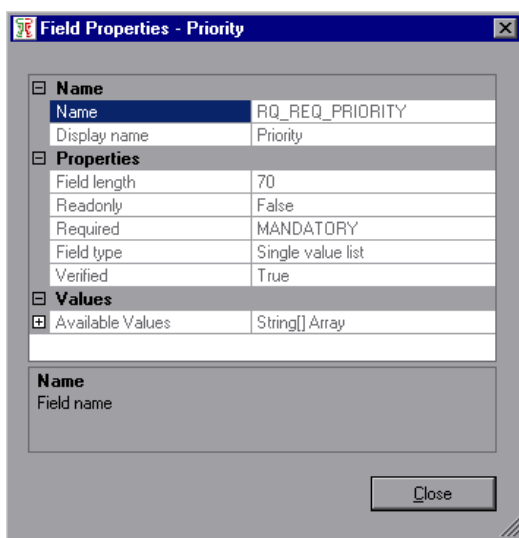 Field Properties - Priority
Name
Name RQ_REQ_PRIORITY
Display name Priority
Properties
Field length 70
Readonly False
Required MANDATORY
Field type Single value list
Verified True
Values
Available Values String[] Array
Name
Field name
Close